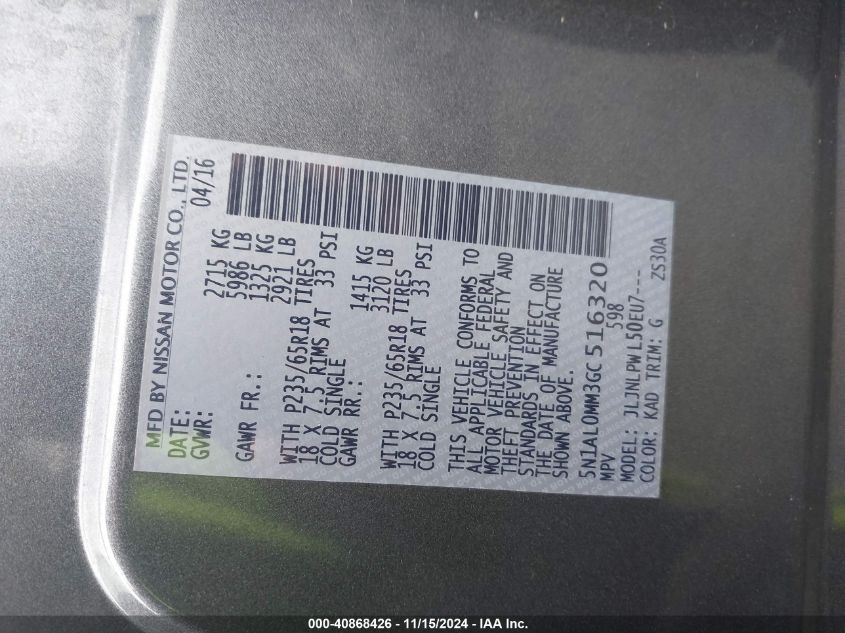 MFD BY NISSAN MOTOR CO., LTD.
DATE: 04/16
GVWR: 2715 KG
5986 LB
GAWR FR.: 1325 KG
2921 LB
WITH P235/65R18 TIRES
18 X 7.5 RIMS AT 33 PSI
COLD SINGLE
GAWR RR.: 1415 KG
3120 LB
WITH P235/65R18 TIRES
18 X 7.5 RIMS AT 33 PSI
COLD SINGLE
THIS VEHICLE CONFORMS TO
ALL APPLICABLE FEDERAL
MOTOR VEHICLE SAFETY AND
THEFT PREVENTION
STANDARDS IN EFFECT ON
THE DATE OF MANUFACTURE
SHOWN ABOVE.
5N1AL0MM3GC516320
MPV 598
MODEL: JLJNLPW L50EU7---
COLOR: KAD TRIM: G ZS30A
000-40868426 - 11/15/2024 - IAA Inc.